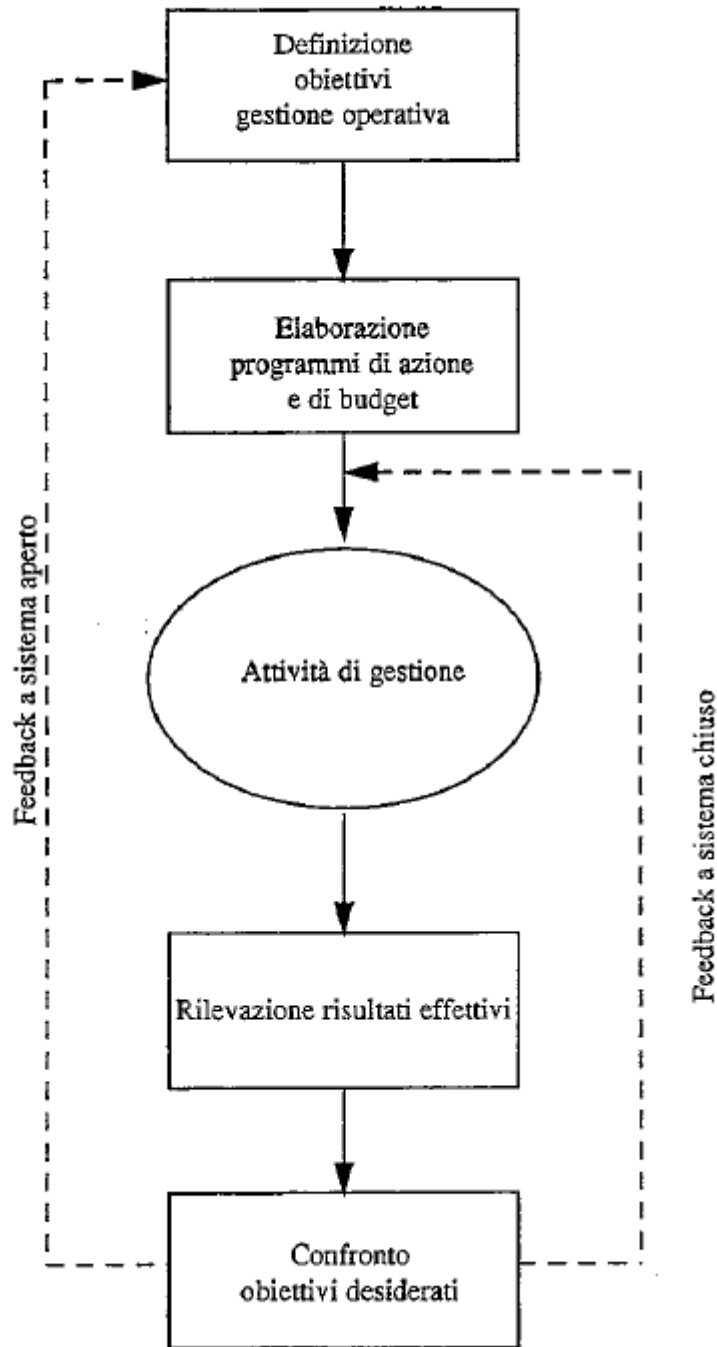 Definizione
obiettivi
gestione operativa
Elaborazione
programmi di azione
e di budget
Feedback a sistema aperto
Attività di gestione
Feedback a sistema chiuso
Rilevazione risultati effettivi
Confronto
obiettivi desiderati